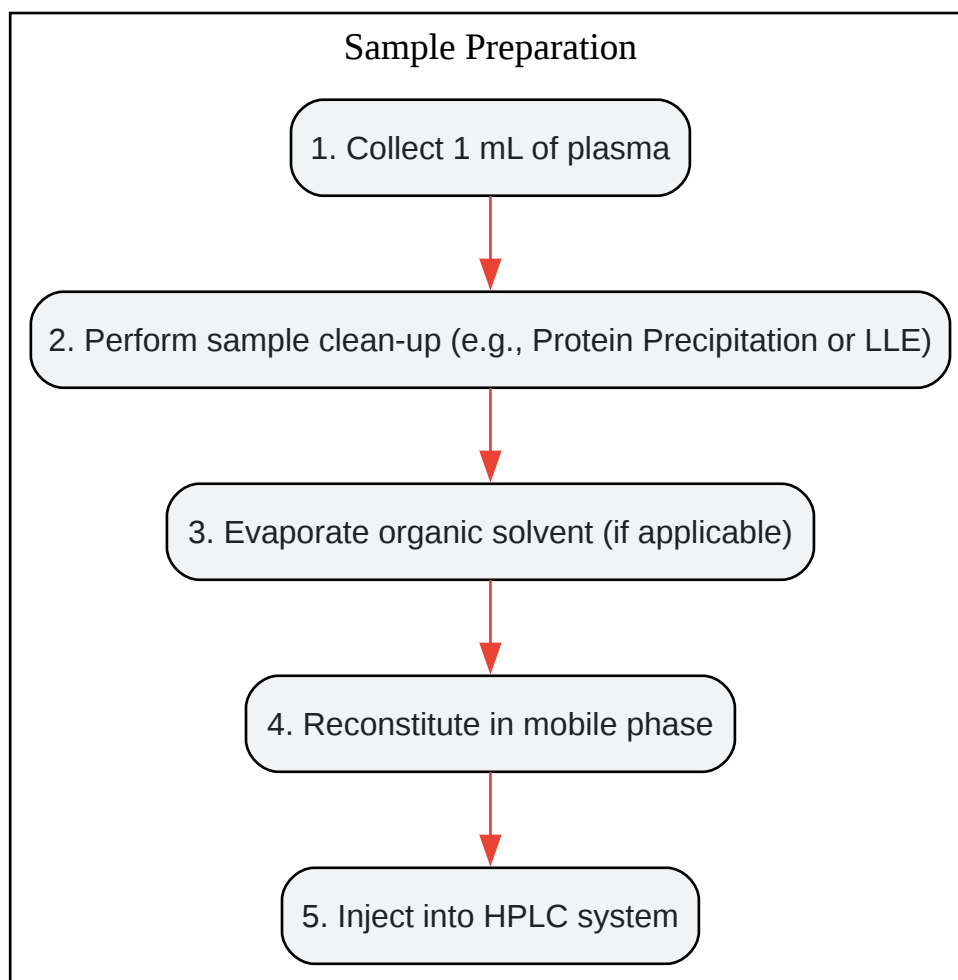 Sample Preparation
1. Collect 1 mL of plasma
2. Perform sample clean-up (e.g., Protein Precipitation or LLE)
3. Evaporate organic solvent (if applicable)
4. Reconstitute in mobile phase
5. Inject into HPLC system